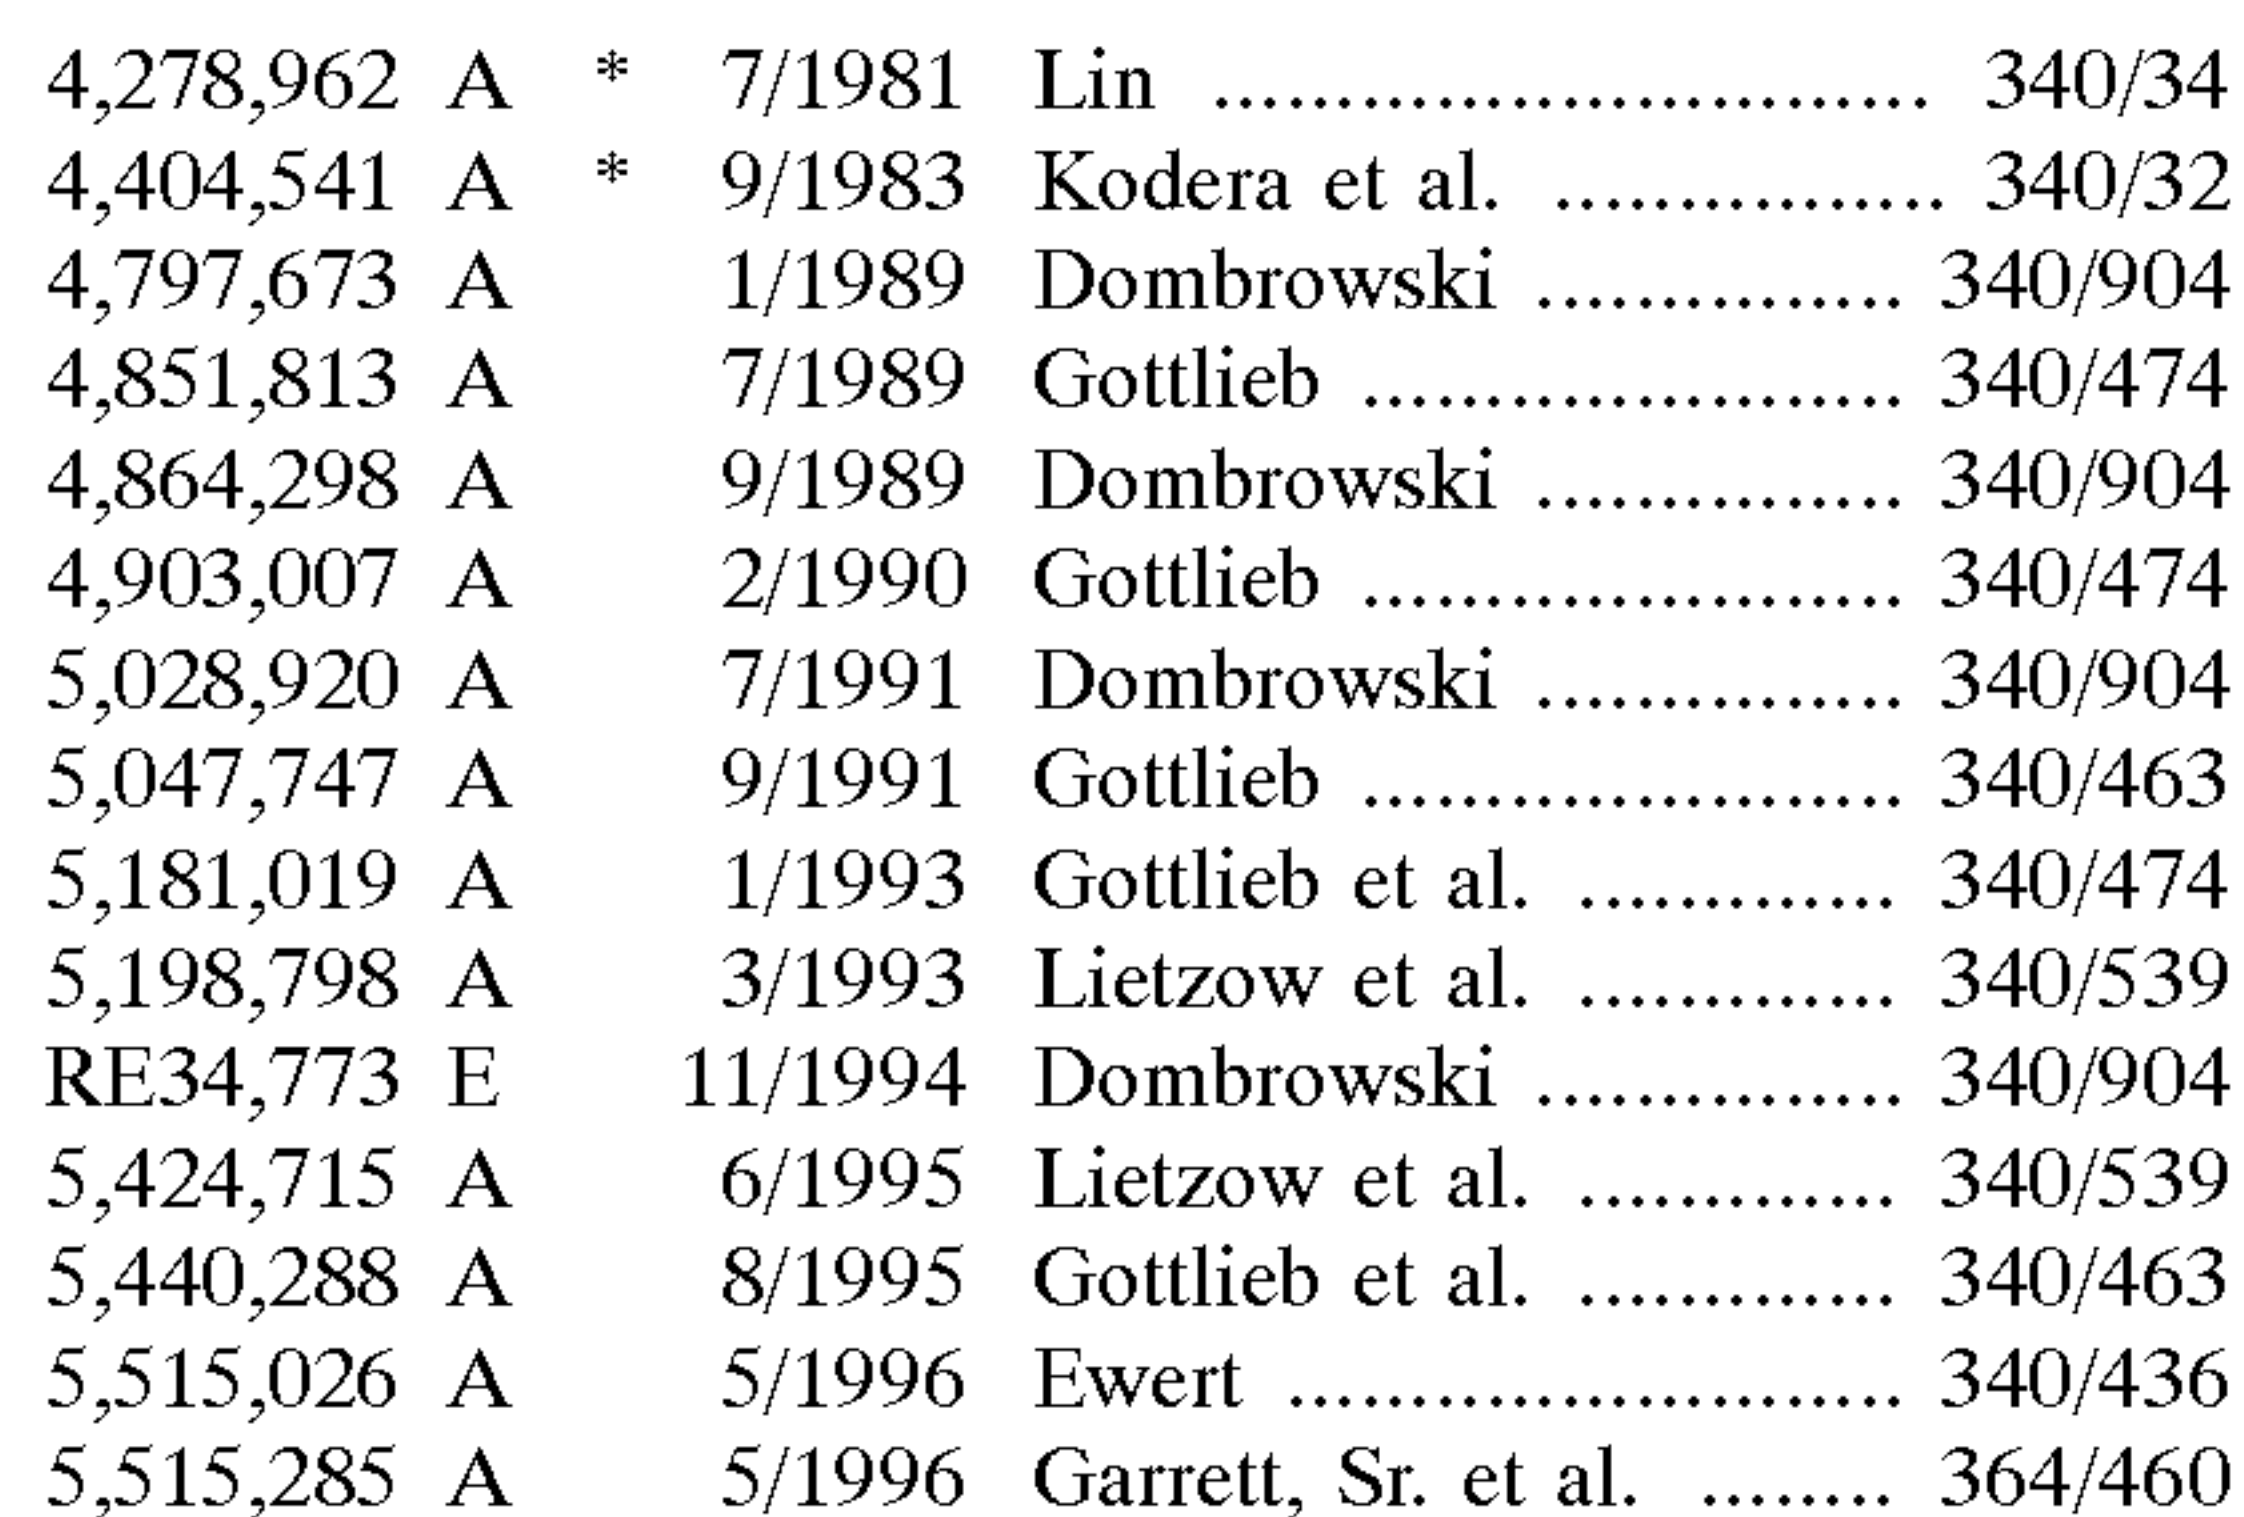 4,278,962 A * 7/1981 Lin ............................. 340/34
4,404,541 A * 9/1983 Kodera et al. ................ 340/32
4,797,673 A 1/1989 Dombrowski ............... 340/904
4,851,813 A 7/1989 Gottlieb ...................... 340/474
4,864,298 A 9/1989 Dombrowski ............... 340/904
4,903,007 A 2/1990 Gottlieb ...................... 340/474
5,028,920 A 7/1991 Dombrowski ............... 340/904
5,047,747 A 9/1991 Gottlieb ...................... 340/463
5,181,019 A 1/1993 Gottlieb et al. ............. 340/474
5,198,798 A 3/1993 Lietzow et al. ............. 340/539
RE34,773 E 11/1994 Dombrowski ............... 340/904
5,424,715 A 6/1995 Lietzow et al. ............. 340/539
5,440,288 A 8/1995 Gottlieb et al. ............. 340/463
5,515,026 A 5/1996 Ewert ......................... 340/436
5,515,285 A 5/1996 Garrett, Sr. et al. ........ 364/460